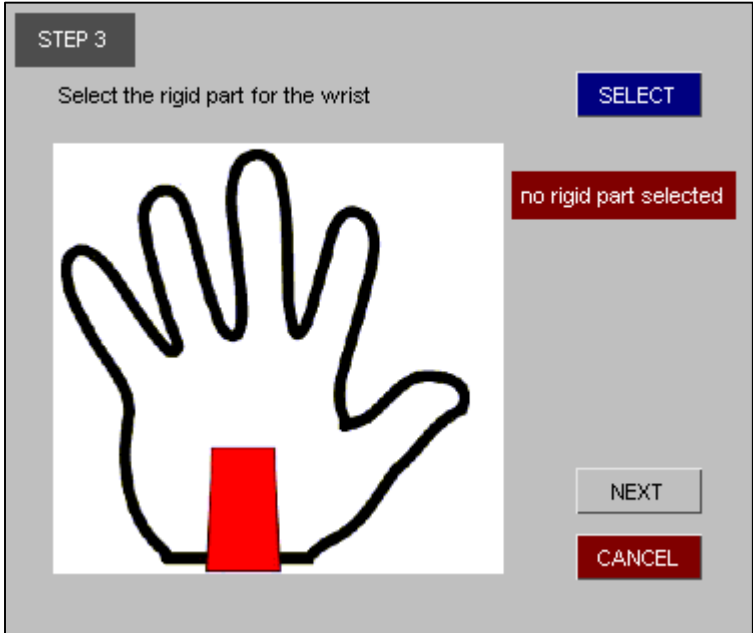 STEP 3
Select the rigid part for the wrist
SELECT
no rigid part selected
NEXT
CANCEL